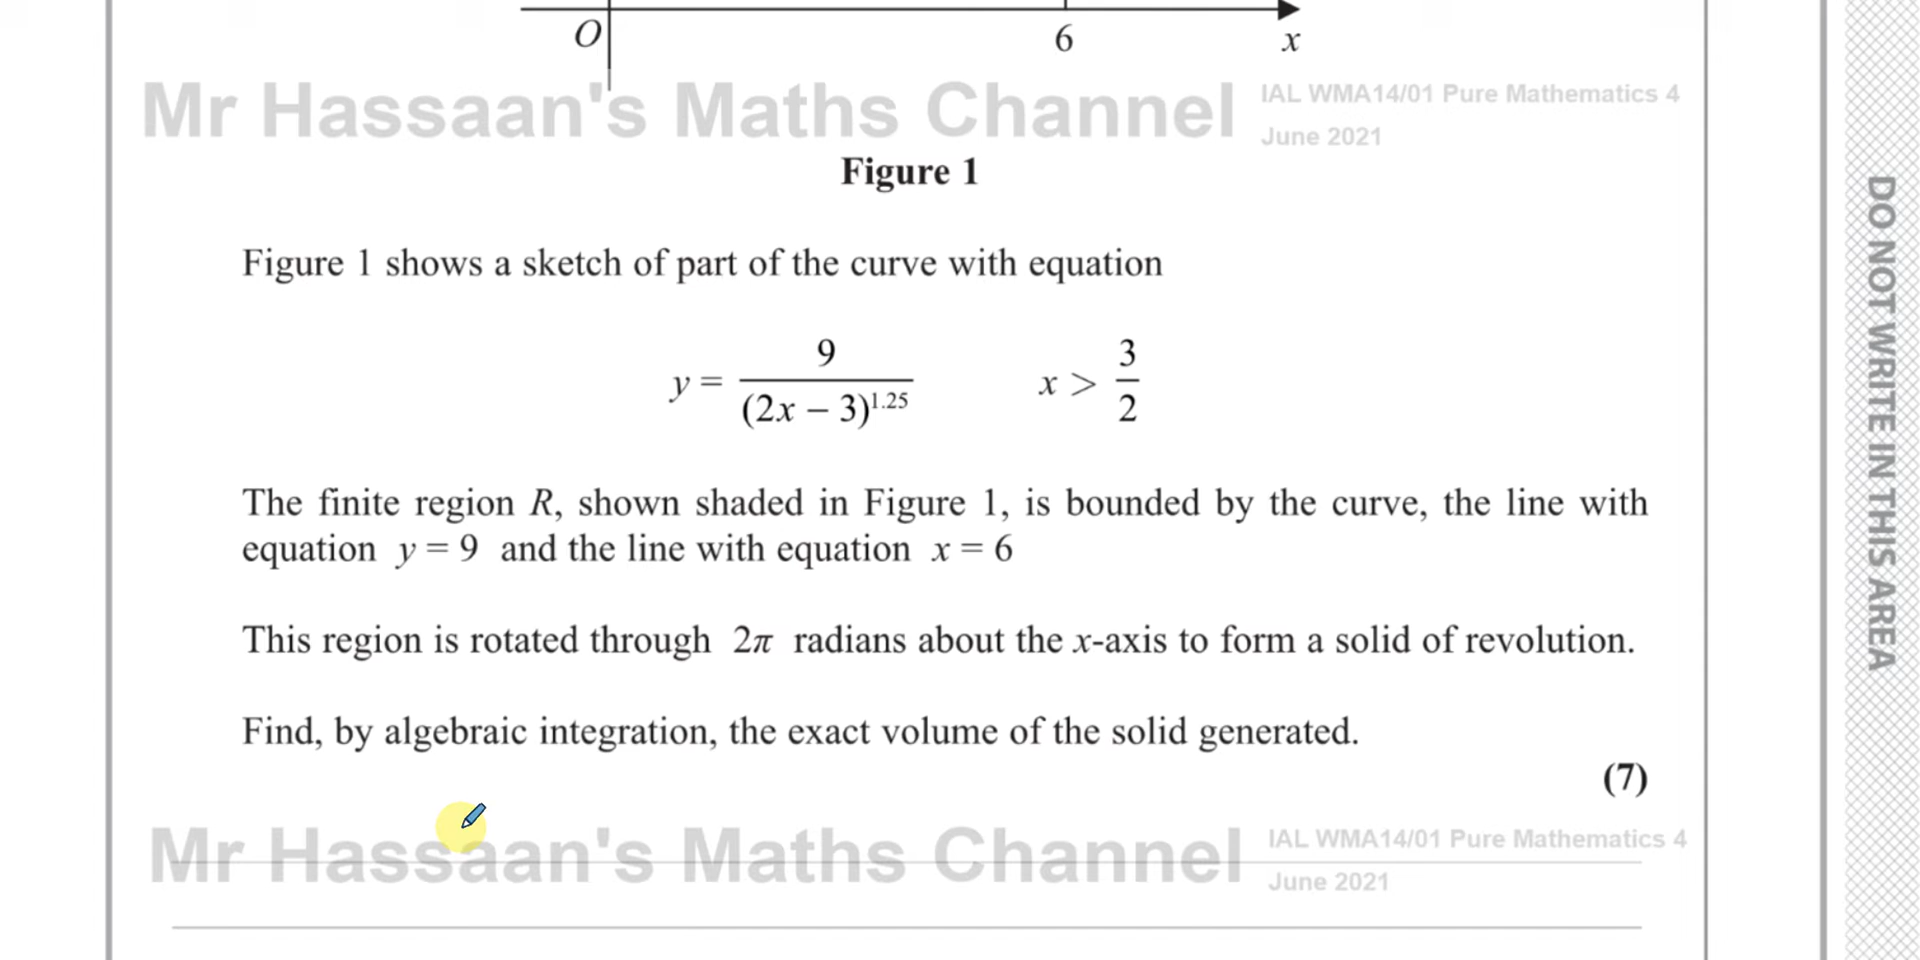 O 6 x
Mr Hassaan's Maths Channel IAL WMA14/01 Pure Mathematics 4
June 2021
Figure 1
Figure 1 shows a sketch of part of the curve with equation
y = 9/(2x − 3)^1.25 x > 3/2
The finite region R, shown shaded in Figure 1, is bounded by the curve, the line with
equation y = 9 and the line with equation x = 6
This region is rotated through 2π radians about the x-axis to form a solid of revolution.
Find, by algebraic integration, the exact volume of the solid generated.
(7)
Mr Hassaan's Maths Channel IAL WMA14/01 Pure Mathematics 4
June 2021
DO NOT WRITE IN THIS AREA